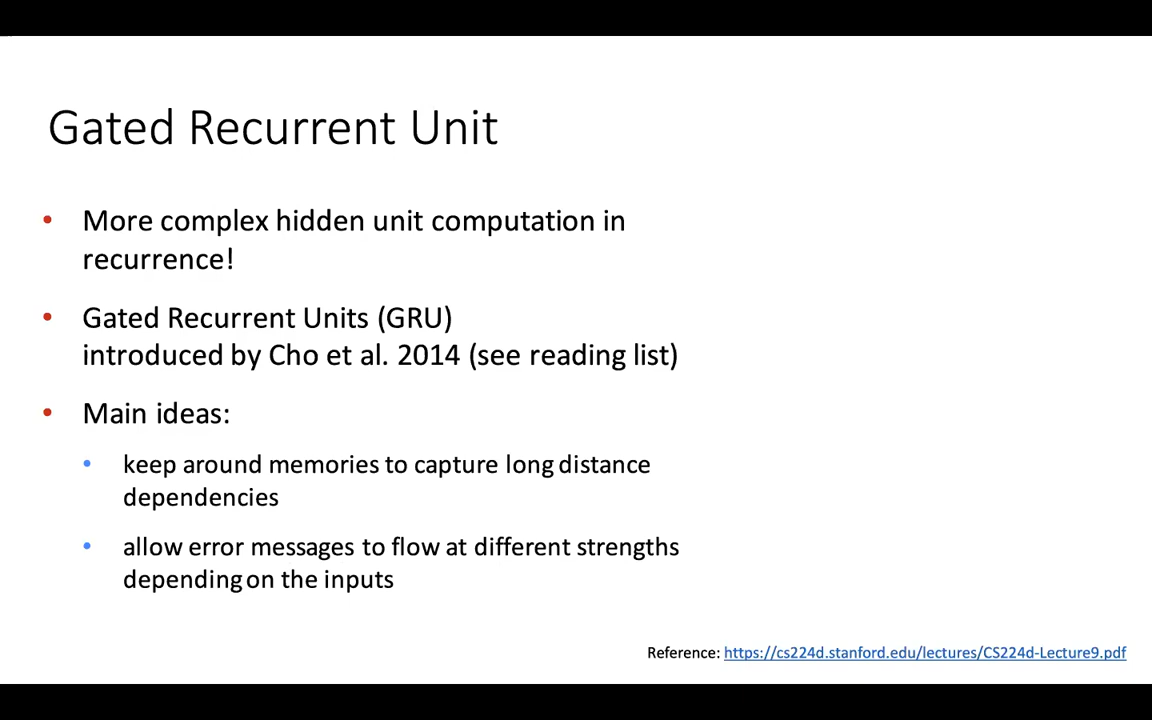 Gated Recurrent Unit
• More complex hidden unit computation in
recurrence!
• Gated Recurrent Units (GRU)
introduced by Cho et al. 2014 (see reading list)
• Main ideas:
• keep around memories to capture long distance
dependencies
• allow error messages to flow at different strengths
depending on the inputs
Reference: https://cs224d.stanford.edu/lectures/CS224d-Lecture9.pdf